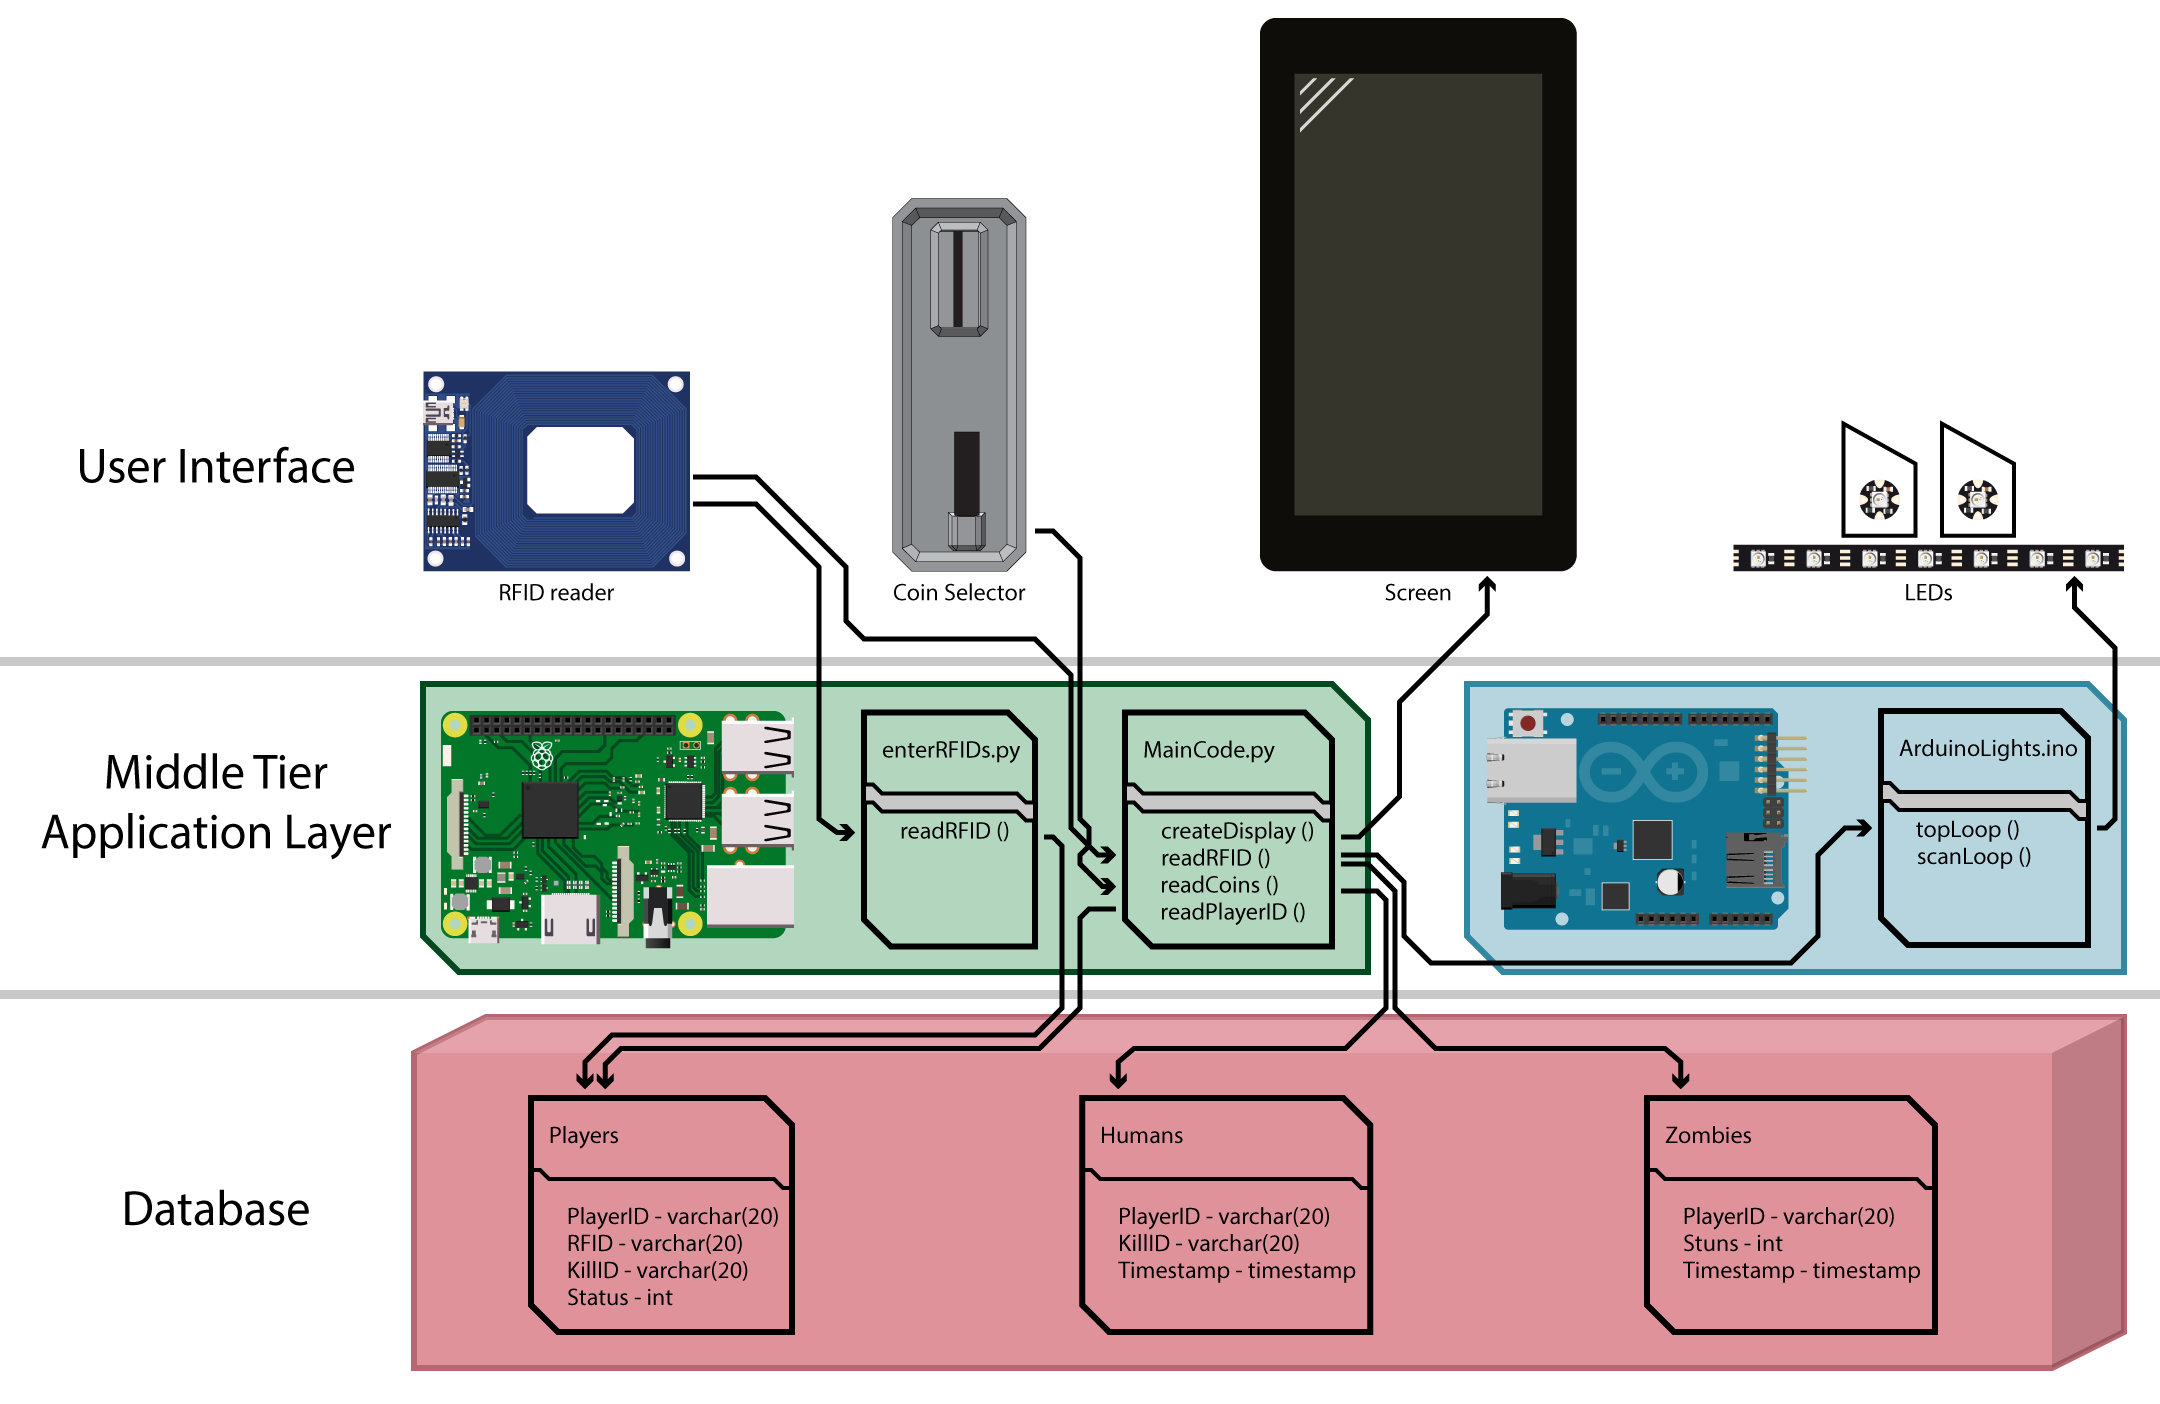 User Interface
RFID reader
Coin Selector
Screen
LEDs
Middle Tier
Application Layer
enterRFIDs.py
readRFID ()
MainCode.py
createDisplay ()
readRFID ()
readCoins ()
readPlayerID ()
ArduinoLights.ino
topLoop ()
scanLoop ()
Database
Players
PlayerID - varchar(20)
RFID - varchar(20)
KillID - varchar(20)
Status - int
Humans
PlayerID - varchar(20)
KillID - varchar(20)
Timestamp - timestamp
Zombies
PlayerID - varchar(20)
Stuns - int
Timestamp - timestamp